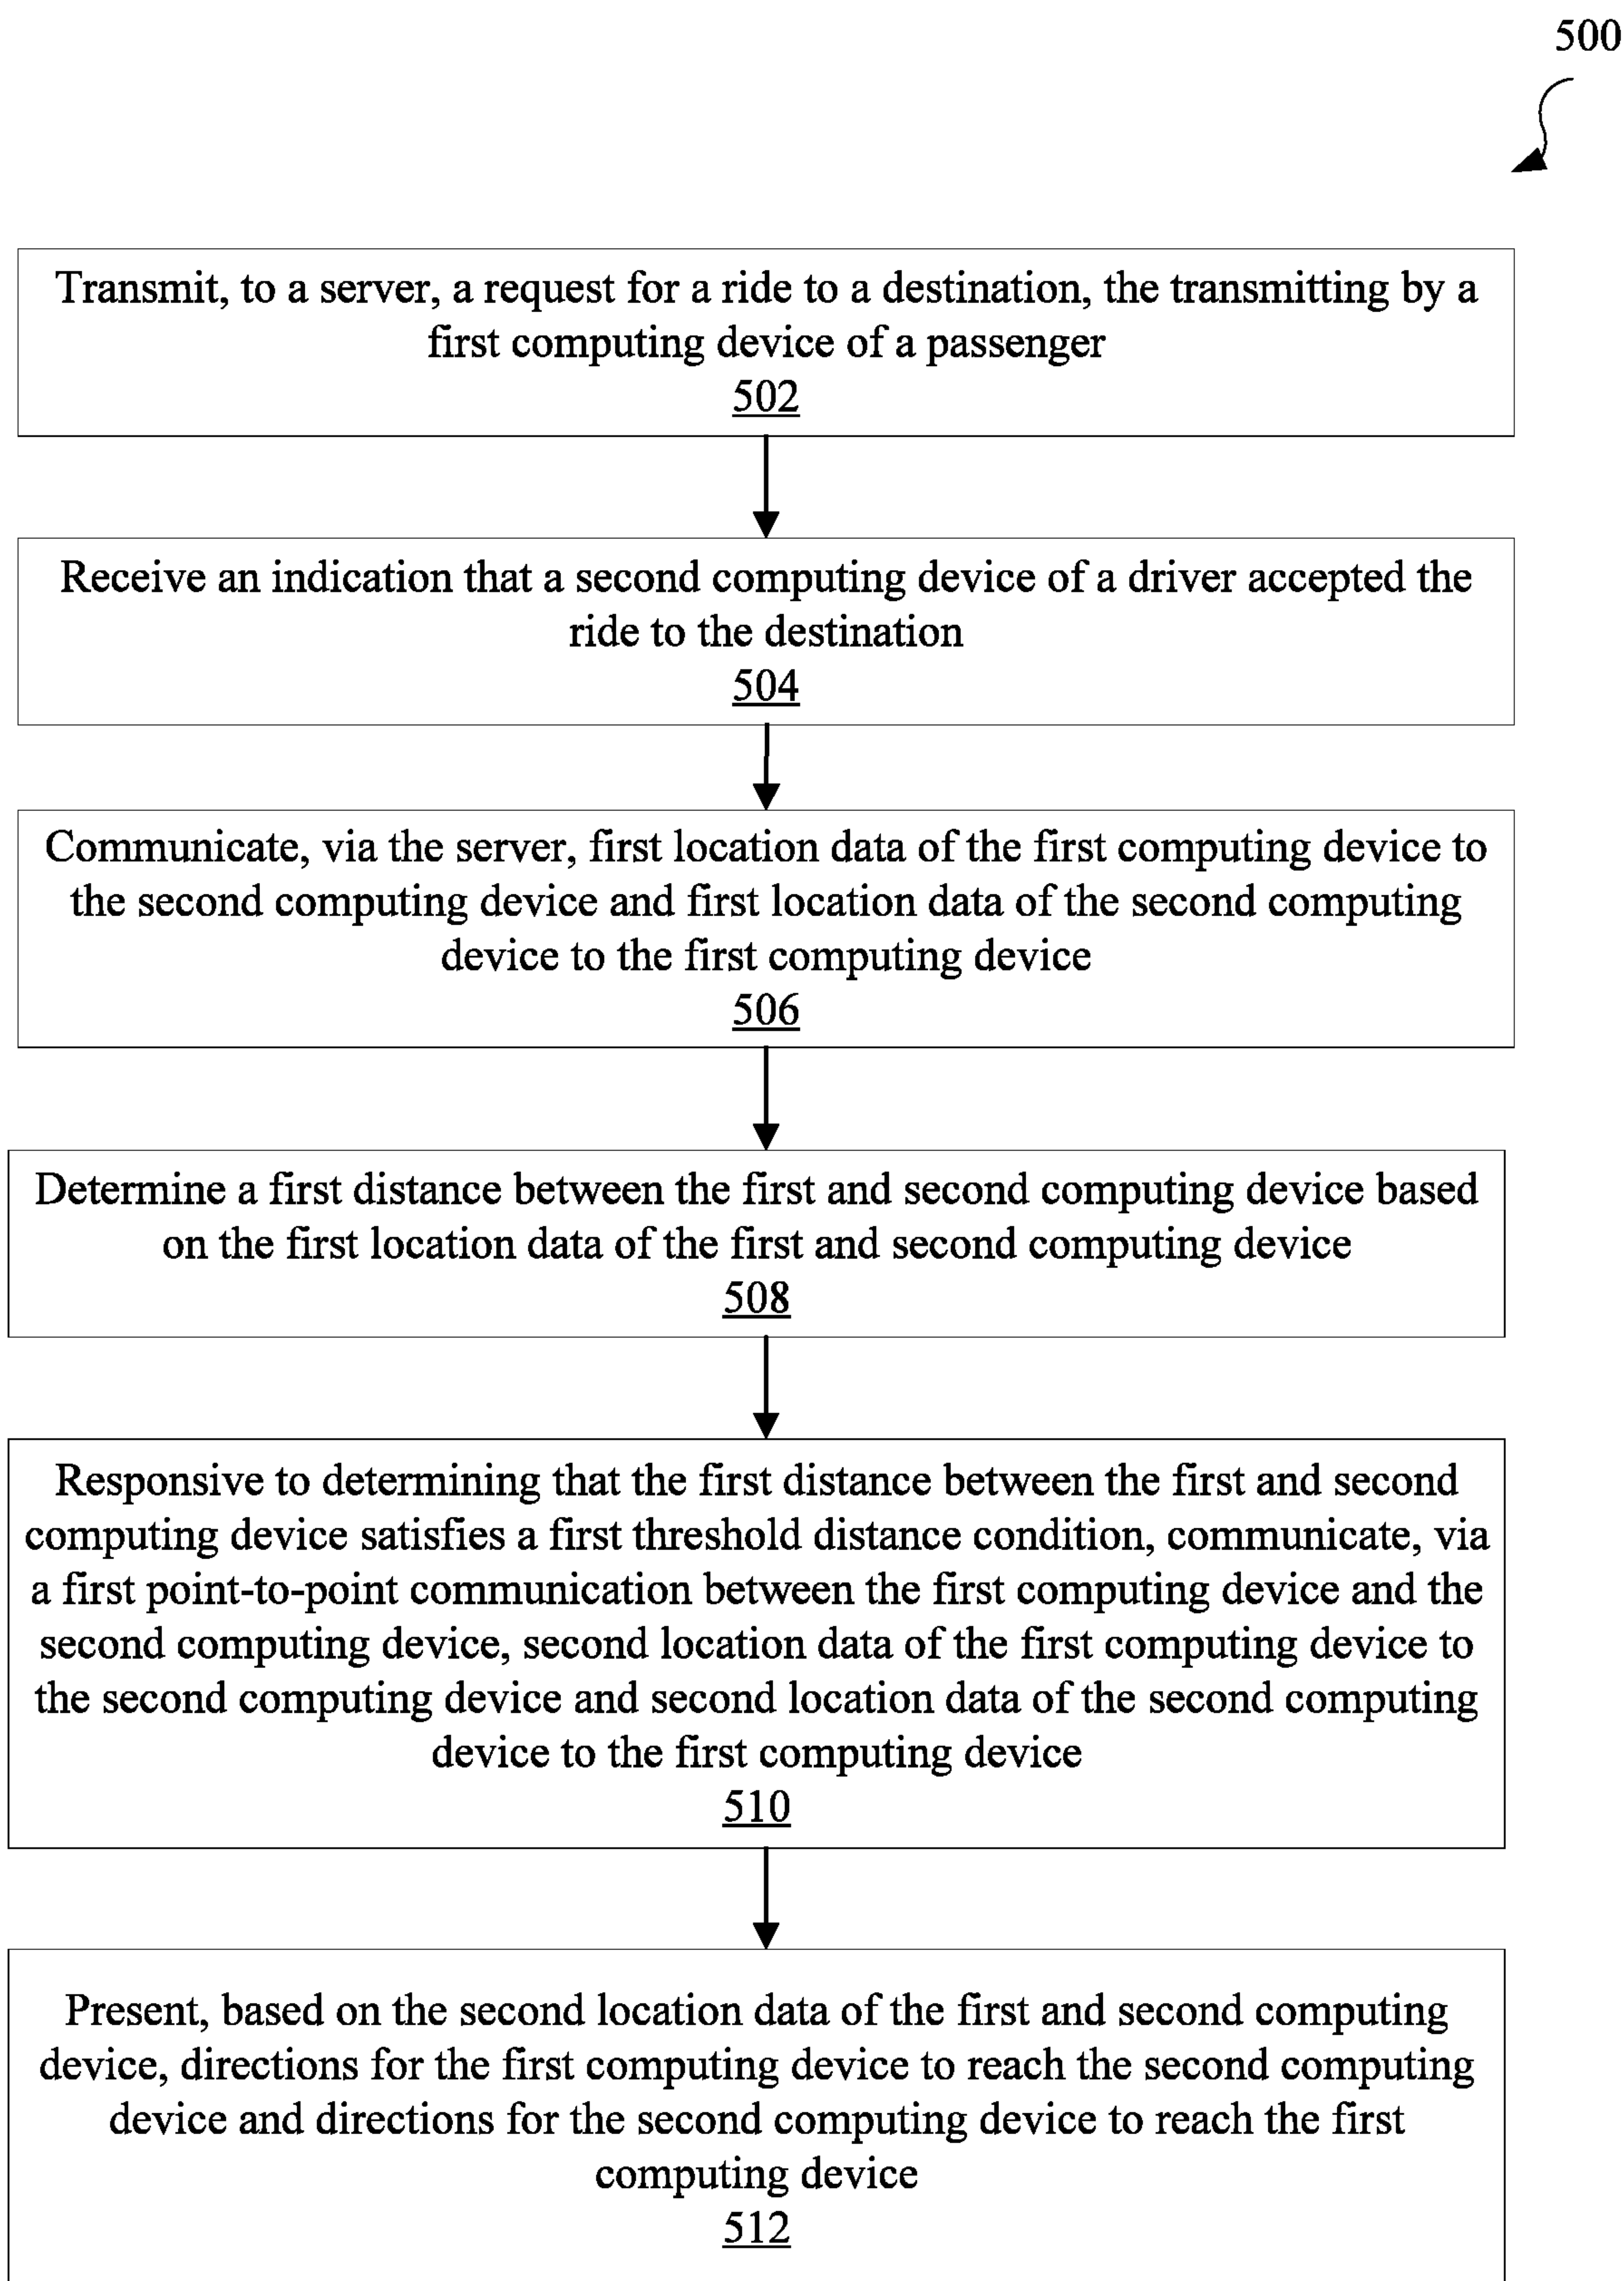 500
Transmit, to a server, a request for a ride to a destination, the transmitting by a
first computing device of a passenger
502
Receive an indication that a second computing device of a driver accepted the
ride to the destination
504
Communicate, via the server, first location data of the first computing device to
the second computing device and first location data of the second computing
device to the first computing device
506
Determine a first distance between the first and second computing device based
on the first location data of the first and second computing device
508
Responsive to determining that the first distance between the first and second
computing device satisfies a first threshold distance condition, communicate, via
a first point-to-point communication between the first computing device and the
second computing device, second location data of the first computing device to
the second computing device and second location data of the second computing
device to the first computing device
510
Present, based on the second location data of the first and second computing
device, directions for the first computing device to reach the second computing
device and directions for the second computing device to reach the first
computing device
512